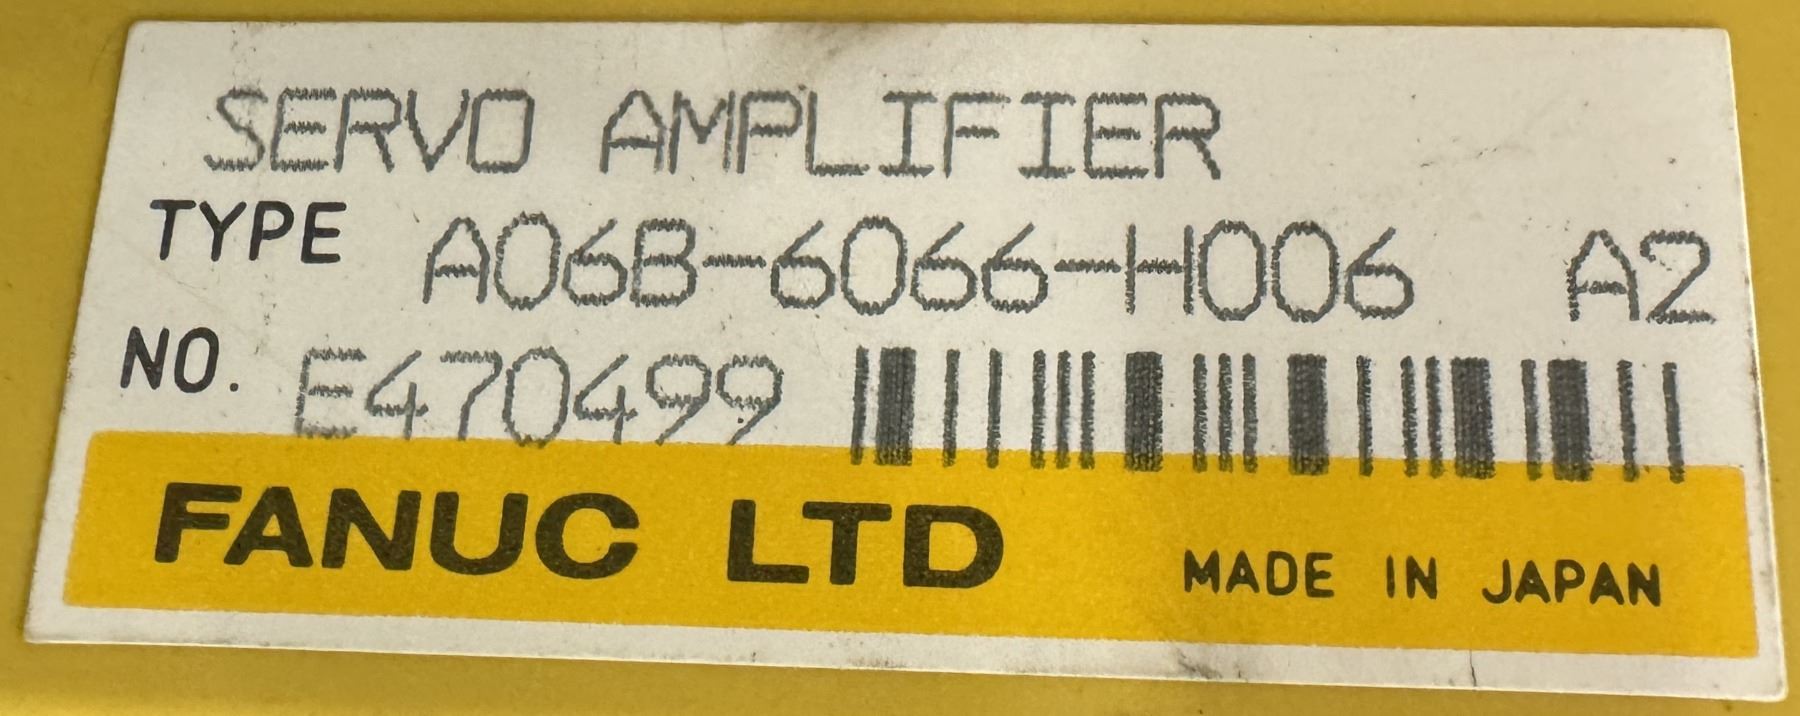 SERVO AMPLIFIER
TYPE A06B-6066-H006 A2
NO. E470499
FANUC LTD MADE IN JAPAN